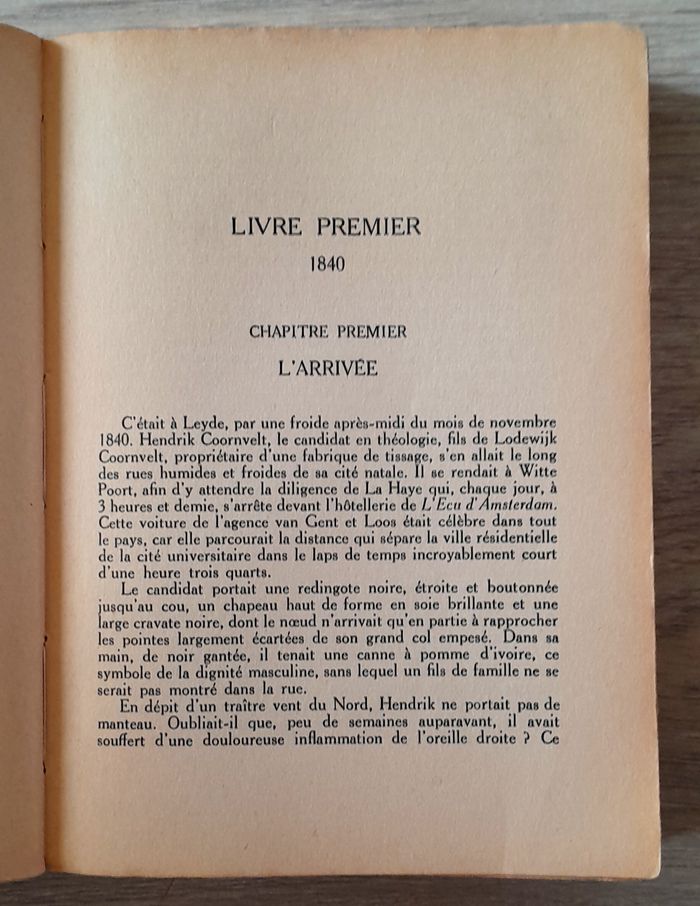 LIVRE PREMIER
1840
CHAPITRE PREMIER
L'ARRIVÉE
C'était à Leyde, par une froide après-midi du mois de novembre
1840. Hendrik Coornvelt, le candidat en théologie, fils de Lodewijk
Coornvelt, propriétaire d'une fabrique de tissage, s'en allait le long
des rues humides et froides de sa cité natale. Il se rendait à Witte
Poort, afin d'y attendre la diligence de La Haye qui, chaque jour, à
3 heures et demie, s'arrête devant l'hôtellerie de L'Ecu d'Amsterdam.
Cette voiture de l'agence van Gent et Loos était célèbre dans tout
le pays, car elle parcourait la distance qui sépare la ville résidentielle
de la cité universitaire dans le laps de temps incroyablement court
d'une heure trois quarts.
Le candidat portait une redingote noire, étroite et boutonnée
jusqu'au cou, un chapeau haut de forme en soie brillante et une
large cravate noire, dont le nœud n'arrivait qu'en partie à rapprocher
les pointes largement écartées de son grand col empesé. Dans sa
main, de noir gantée, il tenait une canne à pomme d'ivoire, ce
symbole de la dignité masculine, sans lequel un fils de famille ne se
serait pas montré dans la rue.
En dépit d'un traître vent du Nord, Hendrik ne portait pas de
manteau. Oubliait-il que, peu de semaines auparavant, il avait
souffert d'une douloureuse inflammation de l'oreille droite ? Ce